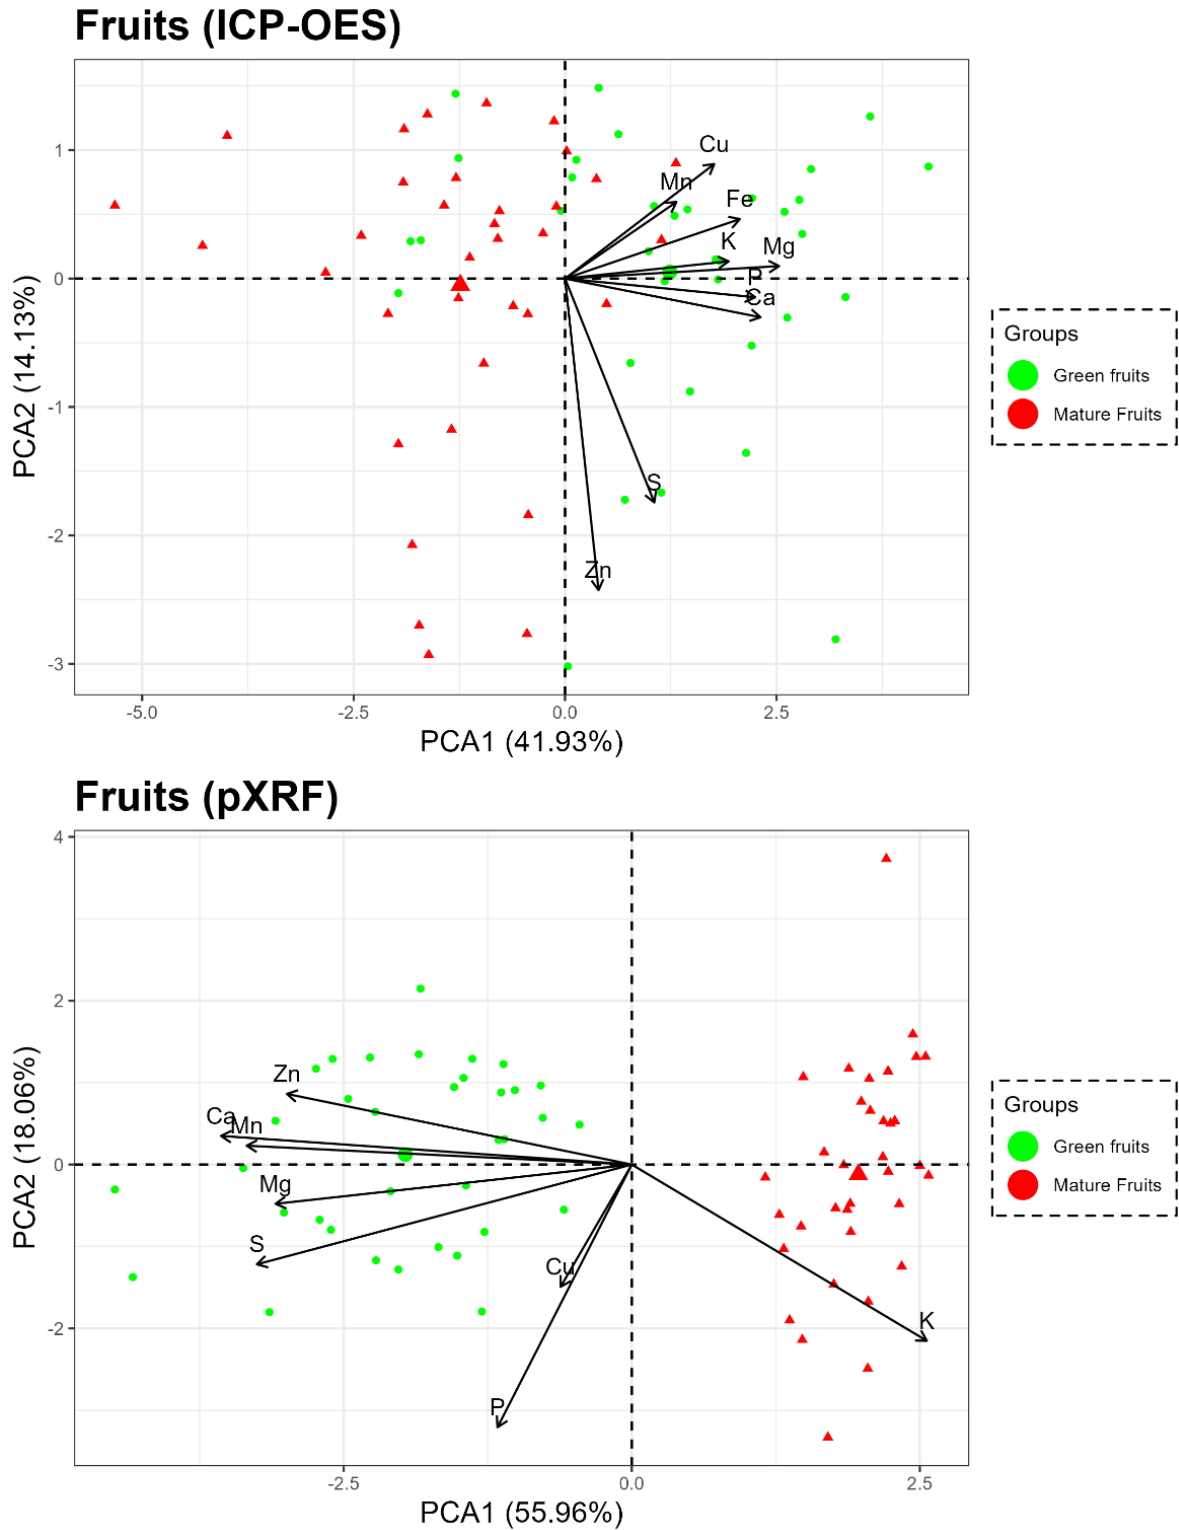 Fruits (ICP-OES)
Cu
Mn
Fe
K
Mg
P
Ca
S
Zn
1
0
-1
-2
-3
-5.0
-2.5
0.0
2.5
PCA2 (14.13%)
PCA1 (41.93%)
Groups
Green fruits
Mature Fruits
Fruits (pXRF)
Zn
Ca
Mn
Mg
S
Cu
P
K
4
2
0
-2
-2.5
0.0
2.5
PCA2 (18.06%)
PCA1 (55.96%)
Groups
Green fruits
Mature Fruits